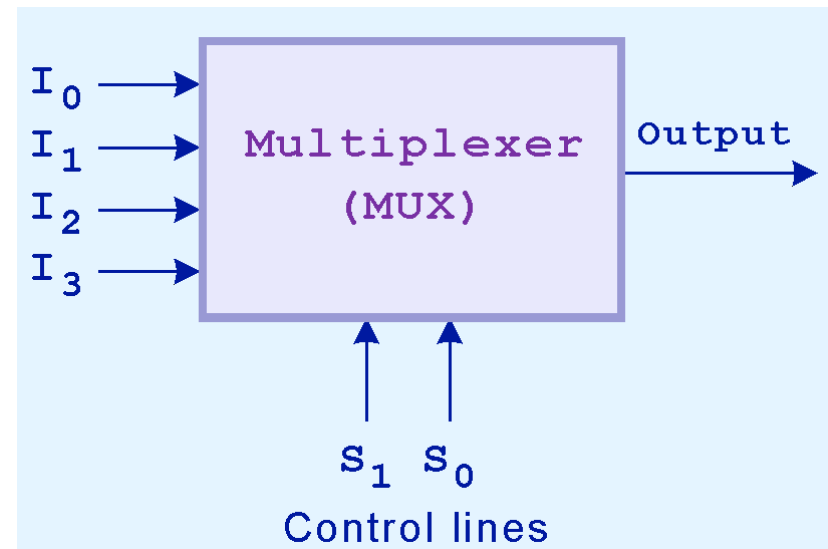 I0
I1
I2
I3
Multiplexer
(MUX)
Output
S1 S0
Control lines